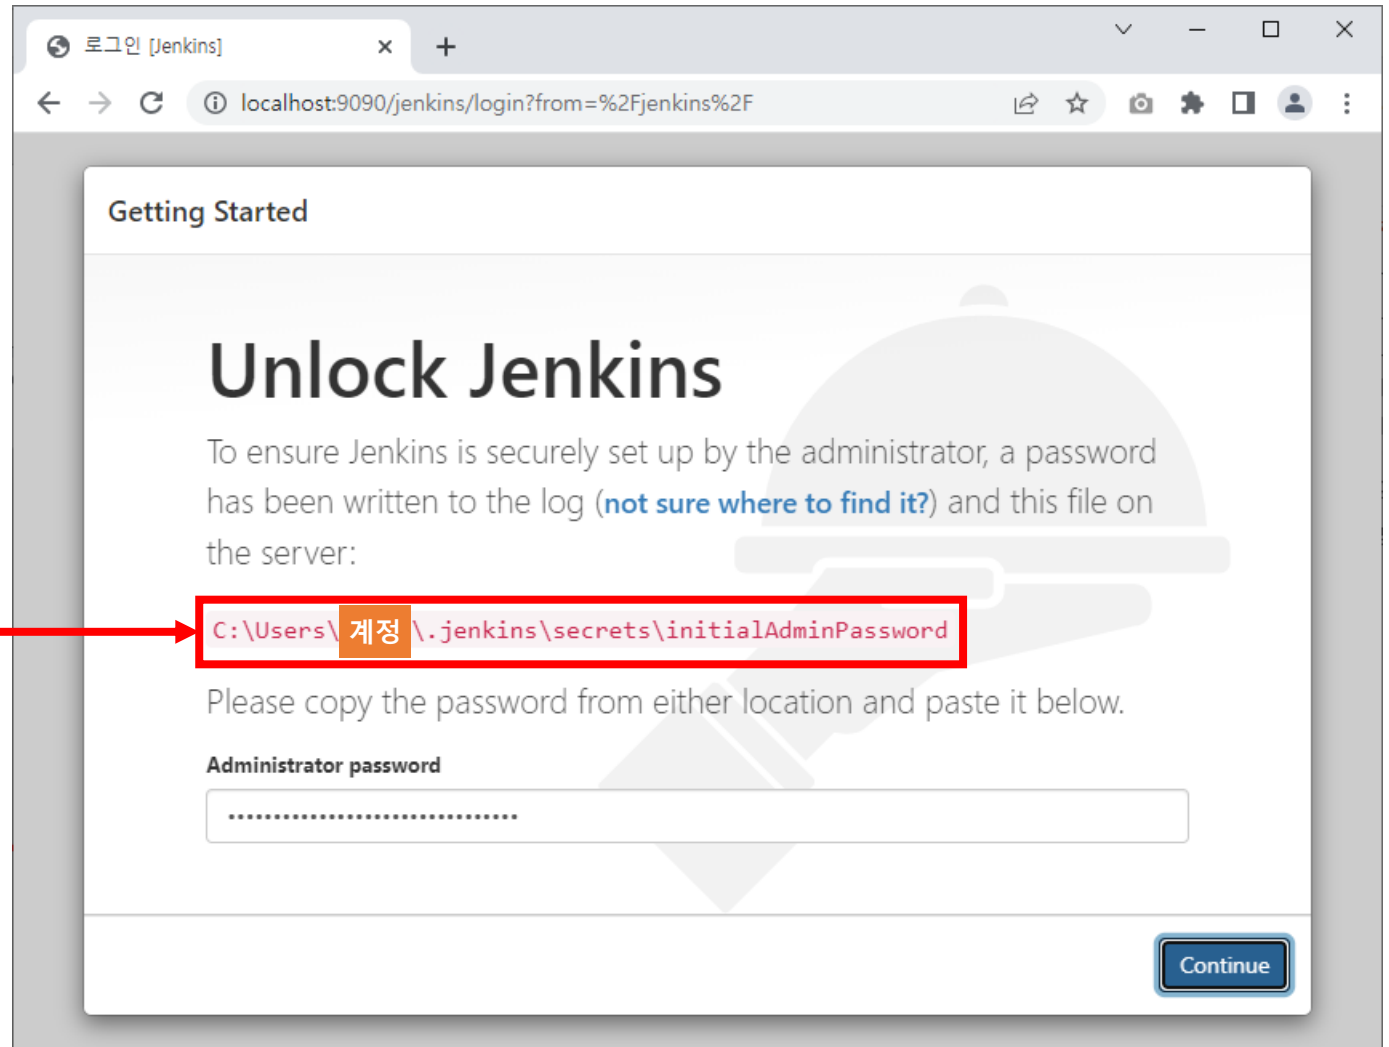 로그인 [Jenkins]
localhost:9090/jenkins/login?from=%2Fjenkins%2F
Getting Started
Unlock Jenkins
To ensure Jenkins is securely set up by the administrator, a password
has been written to the log (not sure where to find it?) and this file on
the server:
C:\Users\계정\.jenkins\secrets\initialAdminPassword
Please copy the password from either location and paste it below.
Administrator password
Continue